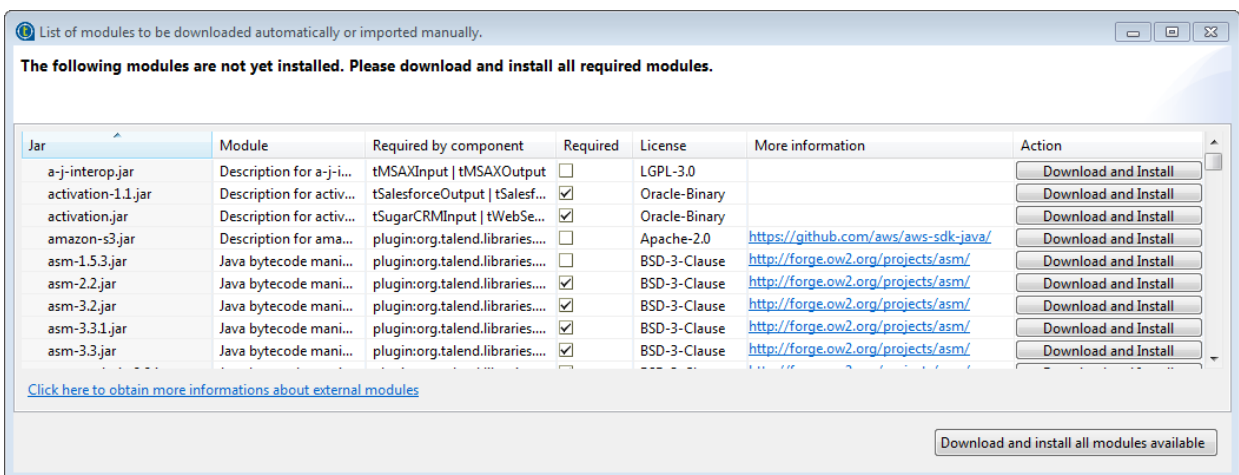 List of modules to be downloaded automatically or imported manually.
The following modules are not yet installed. Please download and install all required modules.
Jar Module Required by component Required License More information Action
a-j-interop.jar Description for a-j-i... tMSAXInput | tMSAXOutput LGPL-3.0 Download and Install
activation-1.1.jar Description for activ... tSalesforceOutput | tSalesf... Oracle-Binary Download and Install
activation.jar Description for activ... tSugarCRMInput | tWebSe... Oracle-Binary Download and Install
amazon-s3.jar Description for ama... plugin:org.talend.libraries.... Apache-2.0 https://github.com/aws/aws-sdk-java/ Download and Install
asm-1.5.3.jar Java bytecode mani... plugin:org.talend.libraries.... BSD-3-Clause http://forge.ow2.org/projects/asm/ Download and Install
asm-2.2.jar Java bytecode mani... plugin:org.talend.libraries.... BSD-3-Clause http://forge.ow2.org/projects/asm/ Download and Install
asm-3.2.jar Java bytecode mani... plugin:org.talend.libraries.... BSD-3-Clause http://forge.ow2.org/projects/asm/ Download and Install
asm-3.3.1.jar Java bytecode mani... plugin:org.talend.libraries.... BSD-3-Clause http://forge.ow2.org/projects/asm/ Download and Install
asm-3.3.jar Java bytecode mani... plugin:org.talend.libraries.... BSD-3-Clause http://forge.ow2.org/projects/asm/ Download and Install
Click here to obtain more informations about external modules
Download and install all modules available